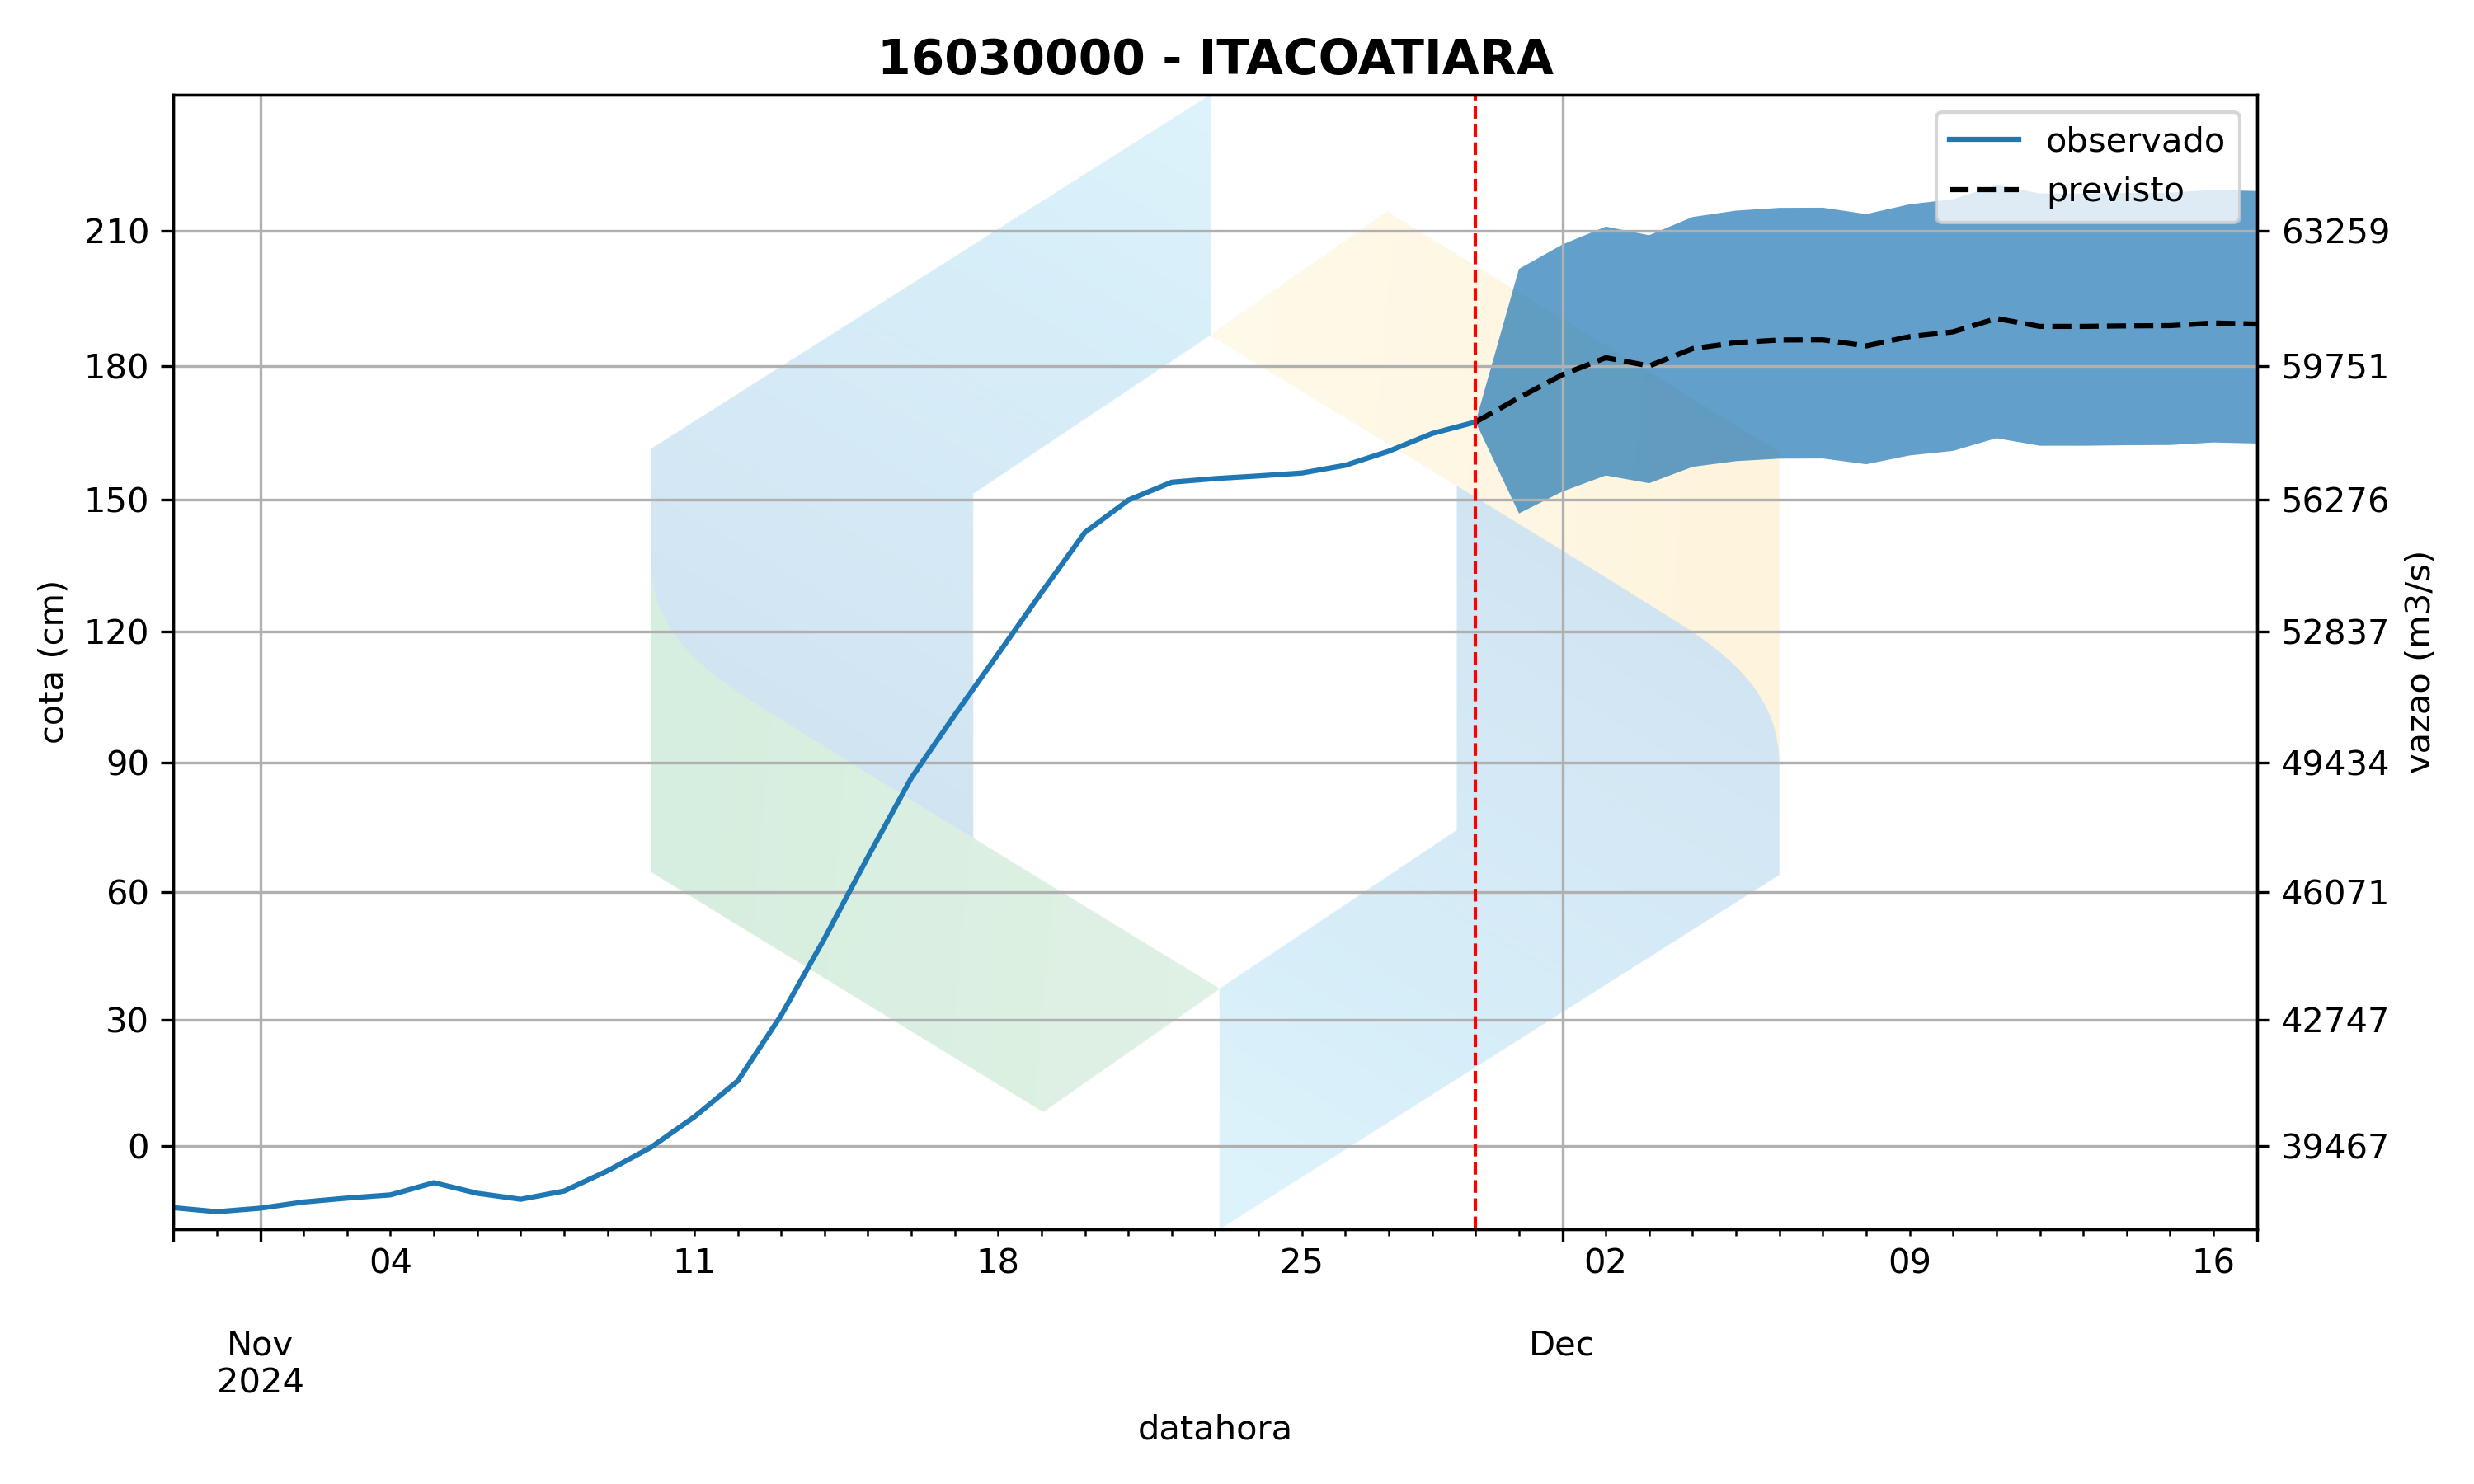 16030000 - ITACOATIARA
observado
previsto
210
180
150
120
90
60
30
0
cota (cm)
63259
59751
56276
52837
49434
46071
42747
39467
vazao (m3/s)
04 11 18 25 02 09 16
Nov Dec
2024
datahora